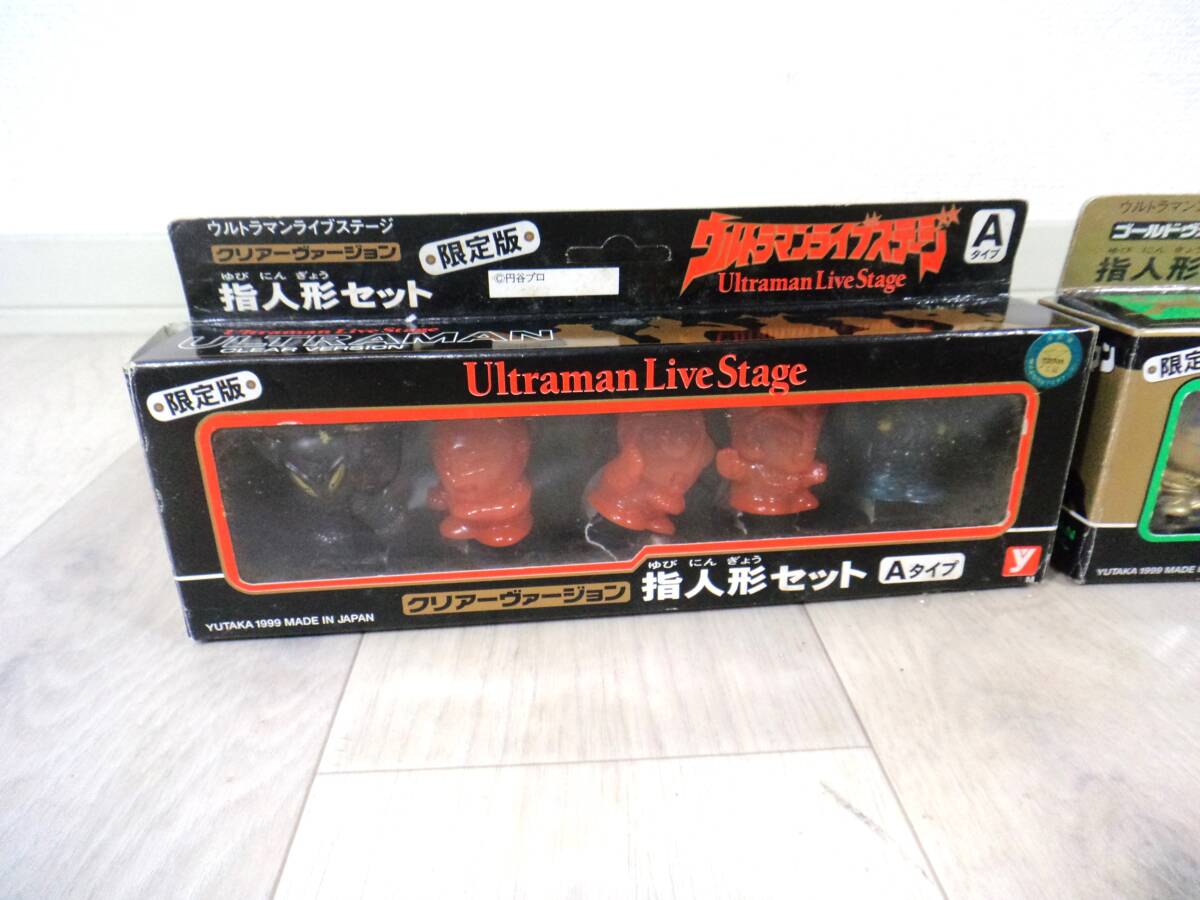 ウルトラマンライブステージ
クリアーヴァージョン
限定版
ゆび にん ぎょう
指人形セット
©円谷プロ
ウルトラマンライブステージ
Ultraman Live Stage
A
タイプ
Ultraman Live Stage
ULTRAMAN
CLEAR VERSION
限定版
Ultraman Live Stage
ゆび にん ぎょう
クリアーヴァージョン 指人形セット Aタイプ
YUTAKA 1999 MADE IN JAPAN
y
ウルトラマン
ゴールドヴ
ゆび にん ぎょ
指人形
限定
YUTAKA 1999 MADE